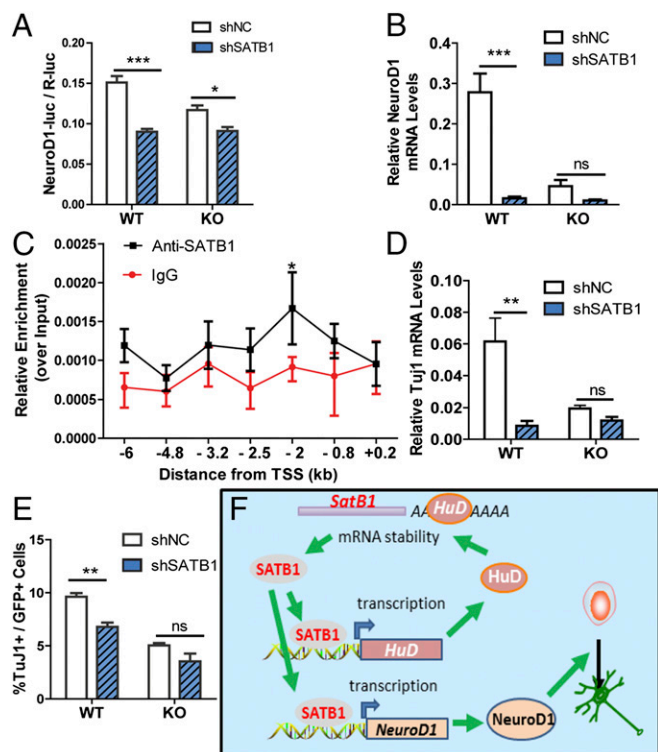 A
shNC
shSATB1
NeuroD1-luc / R-luc
0.20
0.15
0.10
0.05
0.00
***
*
WT
KO
B
shNC
shSATB1
Relative NeuroD1
mRNA Levels
0.4
0.3
0.2
0.1
0.0
***
ns
WT
KO
C
Anti-SATB1
IgG
Relative Enrichment
(over Input)
0.0025
0.0020
0.0015
0.0010
0.0005
0.0000
*
-6
-4.8
-3.2
- 2.5
- 2
- 0.8
+0.2
Distance from TSS (kb)
D
shNC
shSATB1
Relative Tuj1 mRNA Levels
0.10
0.08
0.06
0.04
0.02
0.00
**
ns
WT
KO
E
shNC
shSATB1
%TuJ1+ / GFP+ Cells
15
10
5
0
**
ns
WT
KO
F
SatB1
AA HuD AAAA
mRNA stability
SATB1
HuD
transcription
SATB1
HuD
transcription
SATB1
NeuroD1
NeuroD1